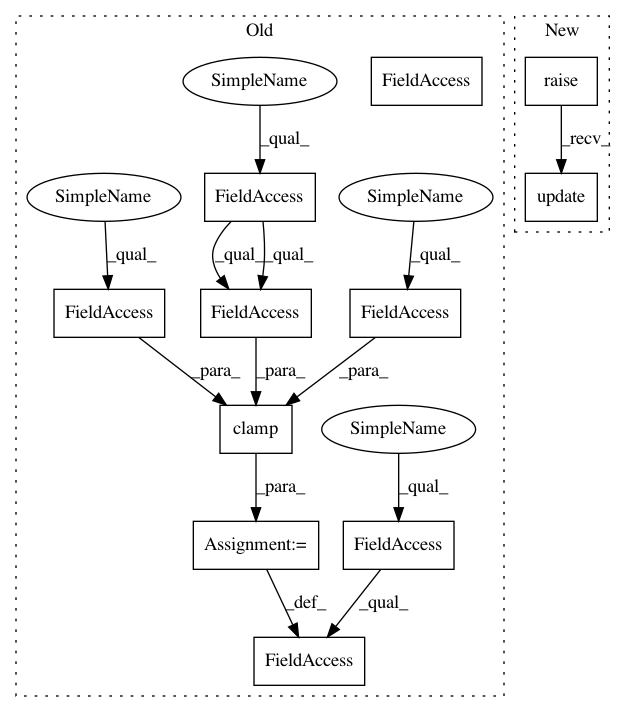 Old
New
SimpleName
FieldAccess
raise
_qual_
_recv_
SimpleName
FieldAccess
SimpleName
update
_qual_
_qual_
_qual_
_qual_
FieldAccess
FieldAccess
FieldAccess
_para_
_para_
_para_
clamp
SimpleName
_para_
_qual_
Assignment:=
FieldAccess
_def_
_qual_
FieldAccess